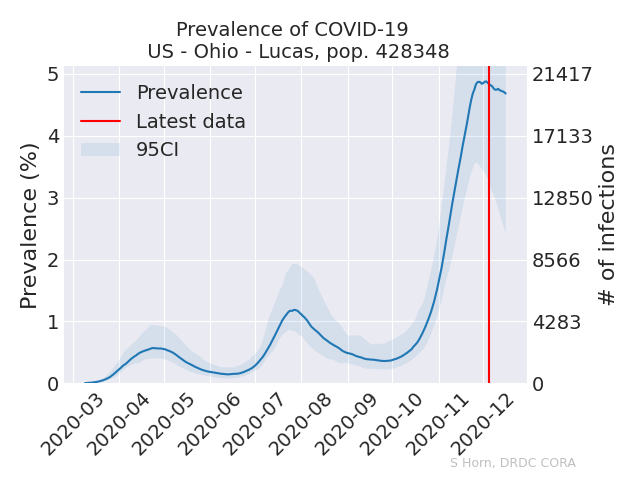 Prevalence of COVID-19
US - Ohio - Lucas, pop. 428348
Prevalence
Latest data
95CI
Prevalence (%)
5
4
3
2
1
0
21417
17133
12850
8566
4283
0
# of infections
2020-03
2020-04
2020-05
2020-06
2020-07
2020-08
2020-09
2020-10
2020-11
2020-12
S Horn, DRDC CORA